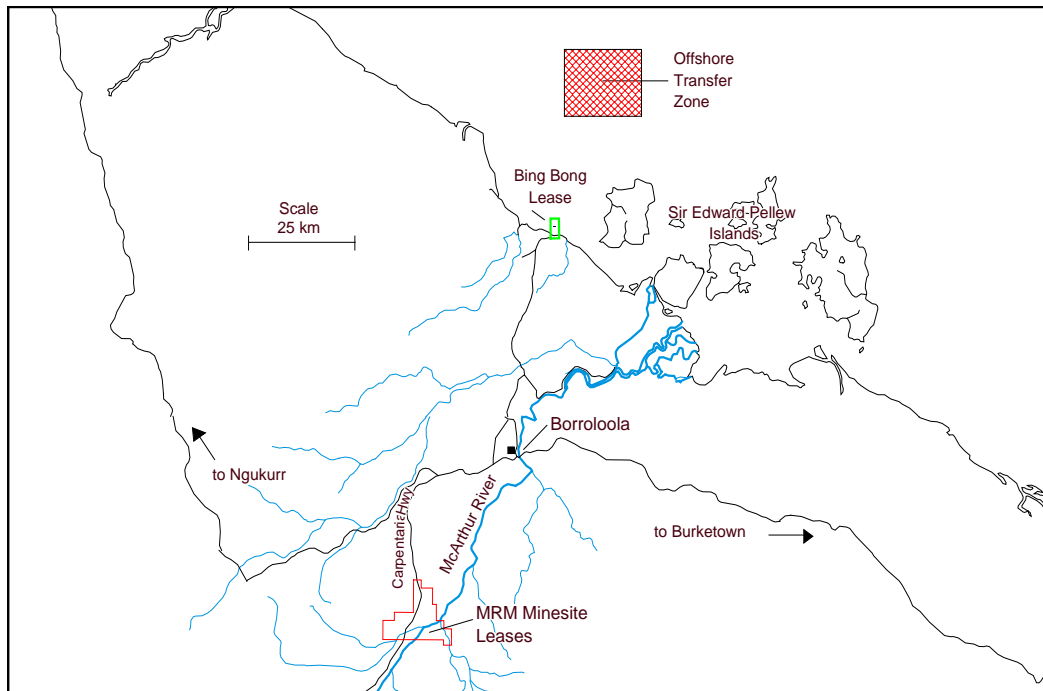 Offshore
Transfer
Zone
Bing Bong
Lease
Sir Edward Pellew
Islands
Scale
25 km
Borroloola
to Ngukurr
Carpentaria Hwy
McArthur River
to Burketown
MRM Minesite
Leases